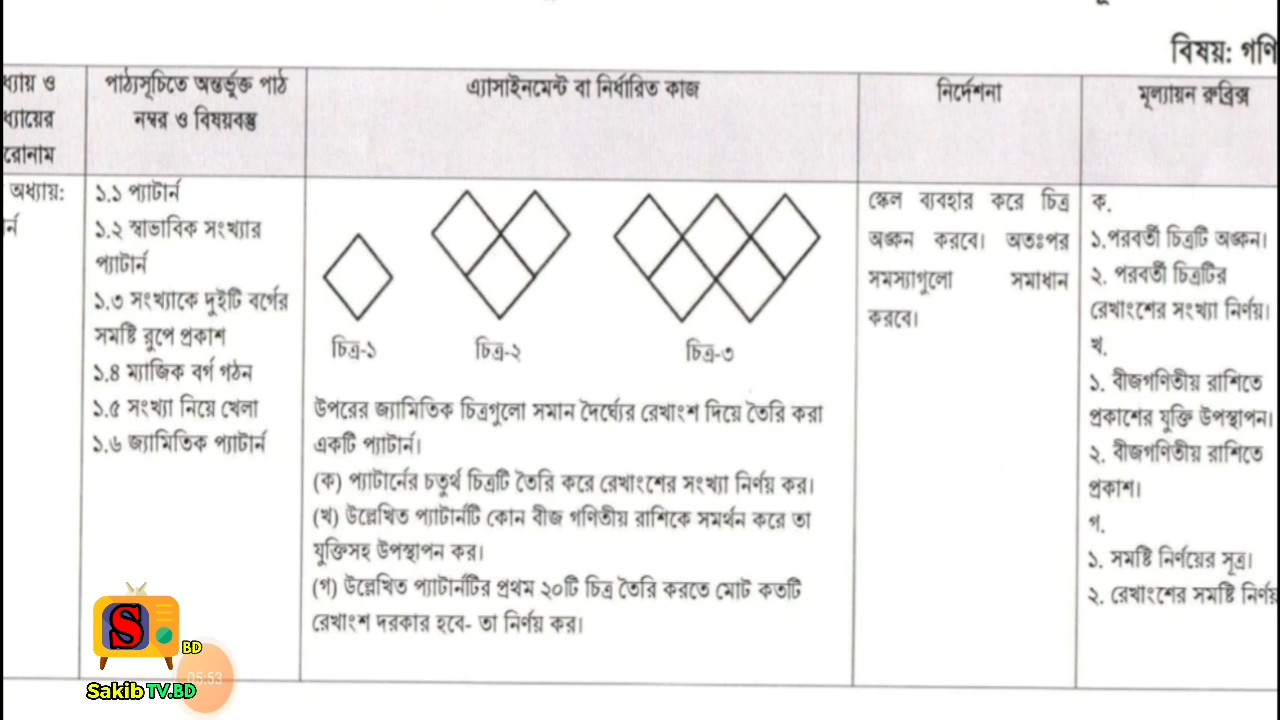 বিষয়: গণি
ধ্যায় ও
ধ্যায়ের
রোনাম
পাঠ্যসূচিতে অন্তর্ভুক্ত পাঠ
নম্বর ও বিষয়বস্তু
এ্যাসাইনমেন্ট বা নির্ধারিত কাজ
নির্দেশনা
মূল্যায়ন রুব্রিক্স
অধ্যায়:
র্ন
১.১ প্যাটার্ন
১.২ স্বাভাবিক সংখ্যার
প্যাটার্ন
১.৩ সংখ্যাকে দুইটি বর্গের
সমষ্টি রুপে প্রকাশ
১.৪ ম্যাজিক বর্গ গঠন
১.৫ সংখ্যা নিয়ে খেলা
১.৬ জ্যামিতিক প্যাটার্ন
চিত্র-১
চিত্র-২
চিত্র-৩
উপরের জ্যামিতিক চিত্রগুলো সমান দৈর্ঘ্যের রেখাংশ দিয়ে তৈরি করা
একটি প্যাটার্ন।
(ক) প্যাটার্নের চতুর্থ চিত্রটি তৈরি করে রেখাংশের সংখ্যা নির্ণয় কর।
(খ) উল্লেখিত প্যাটার্নটি কোন বীজ গণিতীয় রাশিকে সমর্থন করে তা
যুক্তিসহ উপস্থাপন কর।
(গ) উল্লেখিত প্যাটার্নটির প্রথম ২০টি চিত্র তৈরি করতে মোট কতটি
রেখাংশ দরকার হবে- তা নির্ণয় কর।
স্কেল ব্যবহার করে চিত্র
অঙ্কন করবে। অতঃপর
সমস্যাগুলো সমাধান
করবে।
ক.
১.পরবর্তী চিত্রটি অঙ্কন।
২. পরবর্তী চিত্রটির
রেখাংশের সংখ্যা নির্ণয়।
খ.
১. বীজগণিতীয় রাশিতে
প্রকাশের যুক্তি উপস্থাপন।
২. বীজগণিতীয় রাশিতে
প্রকাশ।
গ.
১. সমষ্টি নির্ণয়ের সূত্র।
২. রেখাংশের সমষ্টি নির্ণয়
S
BD
05:53
Sakib TV.BD